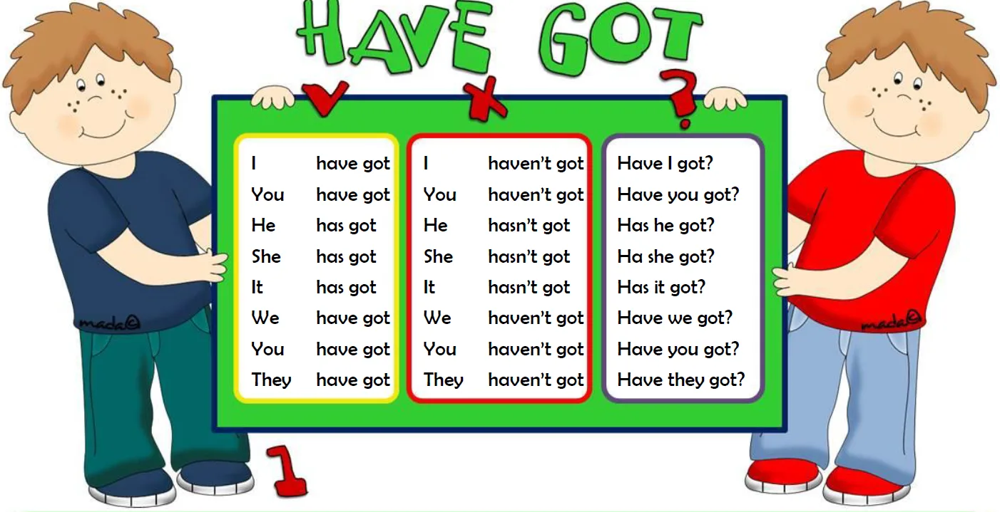 HAVE GOT
I have got
You have got
He has got
She has got
It has got
We have got
You have got
They have got
I haven't got
You haven't got
He hasn't got
She hasn't got
It hasn't got
We haven't got
You haven't got
They haven't got
?
Have I got?
Have you got?
Has he got?
Ha she got?
Has it got?
Have we got?
Have you got?
Have they got?
mada©
mada©
1